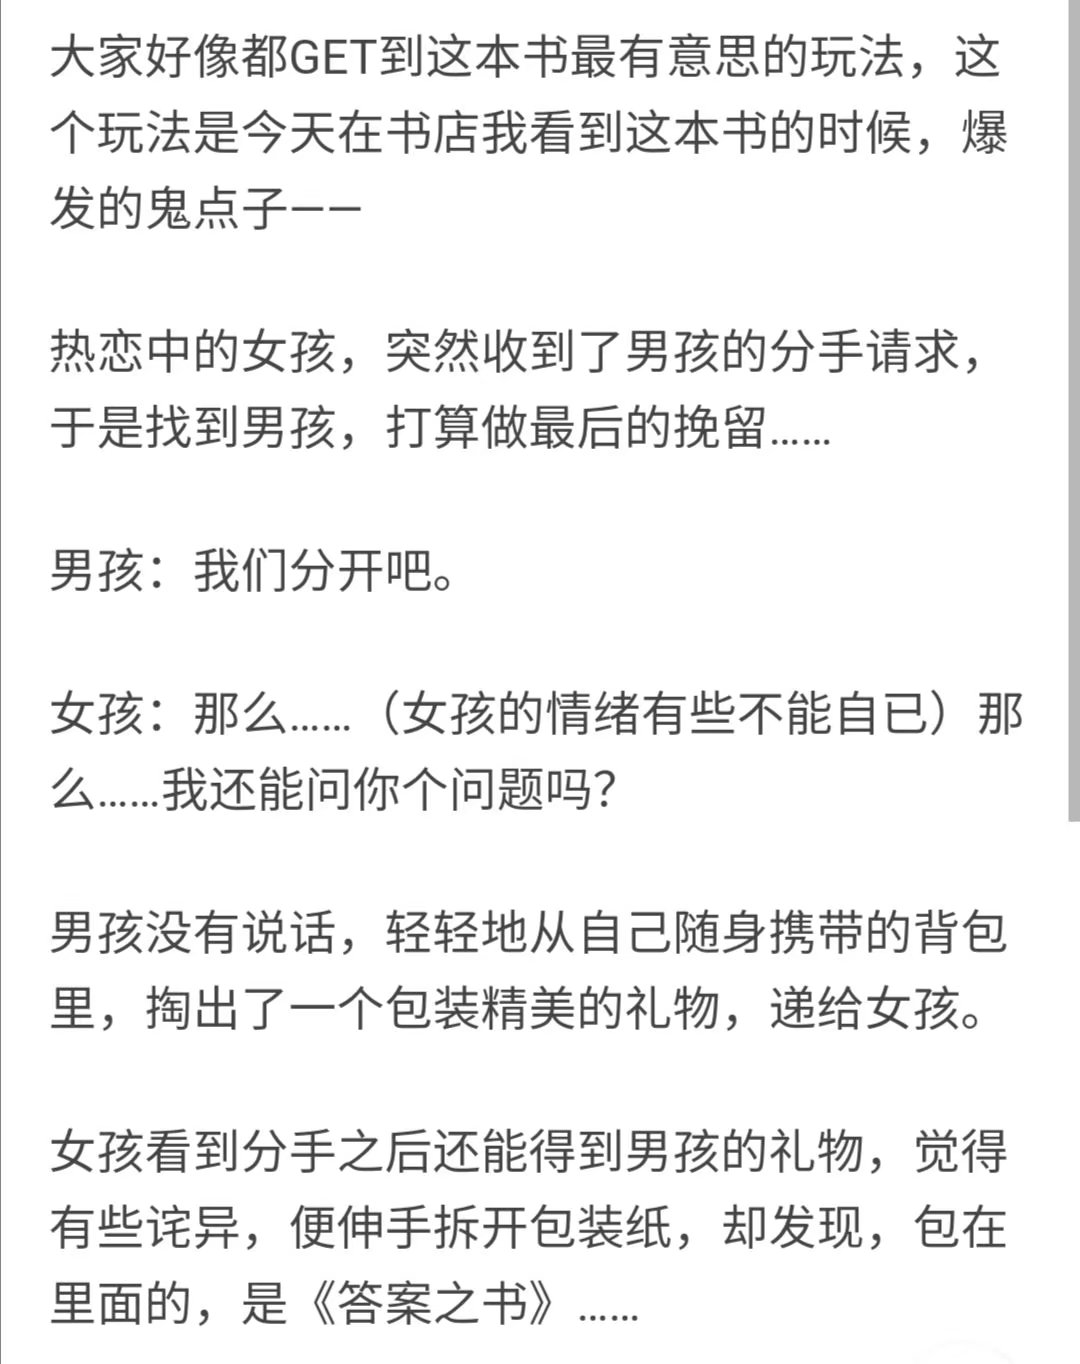 大家好像都GET到这本书最有意思的玩法，这
个玩法是今天在书店我看到这本书的时候，爆
发的鬼点子——
热恋中的女孩，突然收到了男孩的分手请求，
于是找到男孩，打算做最后的挽留……
男孩：我们分开吧。
女孩：那么……（女孩的情绪有些不能自已）那
么……我还能问你个问题吗？
男孩没有说话，轻轻地从自己随身携带的背包
里，掏出了一个包装精美的礼物，递给女孩。
女孩看到分手之后还能得到男孩的礼物，觉得
有些诧异，便伸手拆开包装纸，却发现，包在
里面的，是《答案之书》……